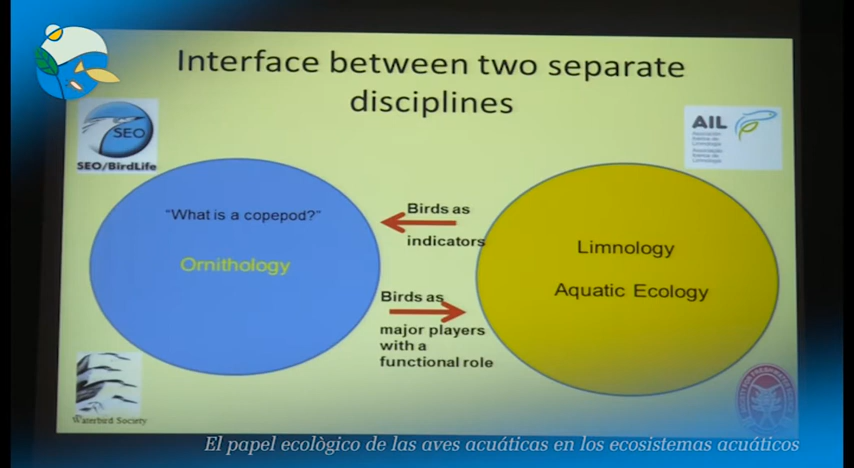 Interface between two separate
disciplines
SEO
SEO/BirdLife
AIL
"What is a copepod?"
Ornithology
Birds as
indicators
Limnology
Aquatic Ecology
Birds as
major players
with a
functional role
Waterbird Society
El papel ecològico de las aves acuáticas en los ecosistemas acuáticos